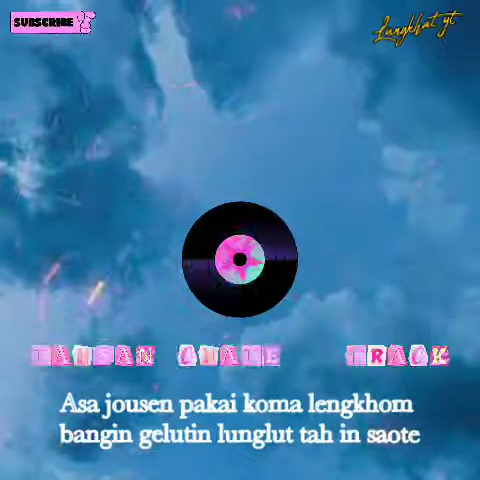 SUBSCRIBE
Lungkhat yt
TRACK
Asa jousen pakai koma lengkhom
bangin gelutin lunglut tah in saote